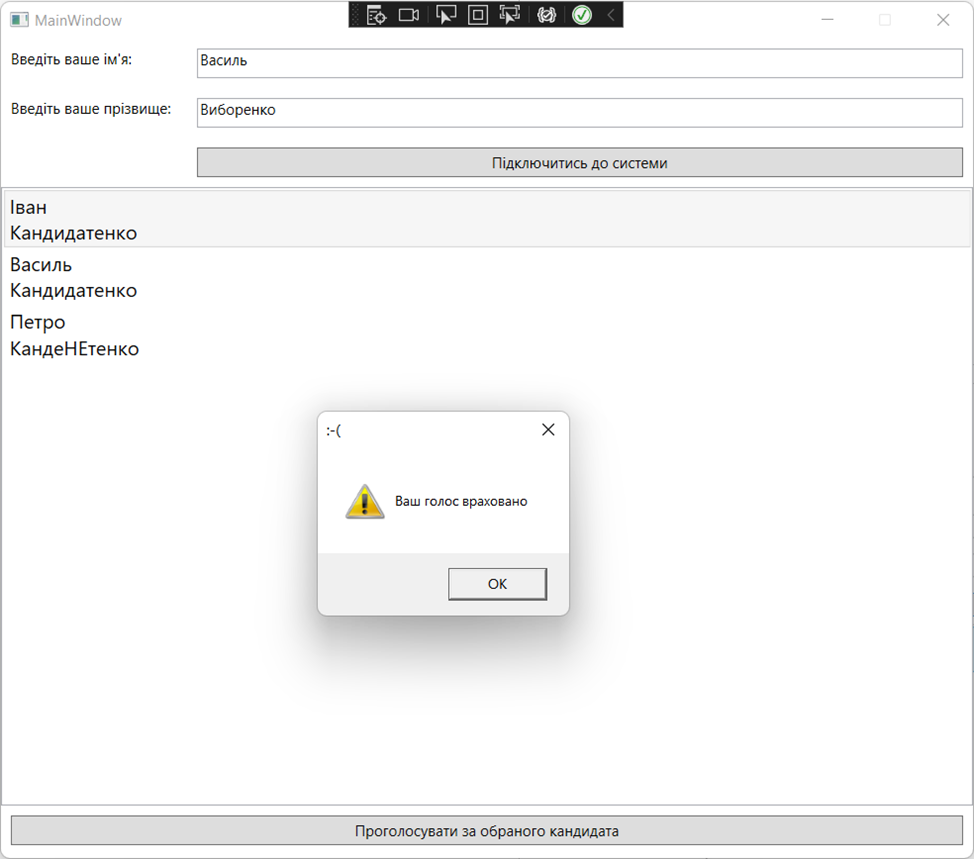 MainWindow
Введіть ваше ім'я:
Василь
Введіть ваше прізвище:
Виборенко
Підключитись до системи
Іван
Кандидатенко
Василь
Кандидатенко
Петро
КандеНЕтенко
:-(
Ваш голос враховано
OK
Проголосувати за обраного кандидата